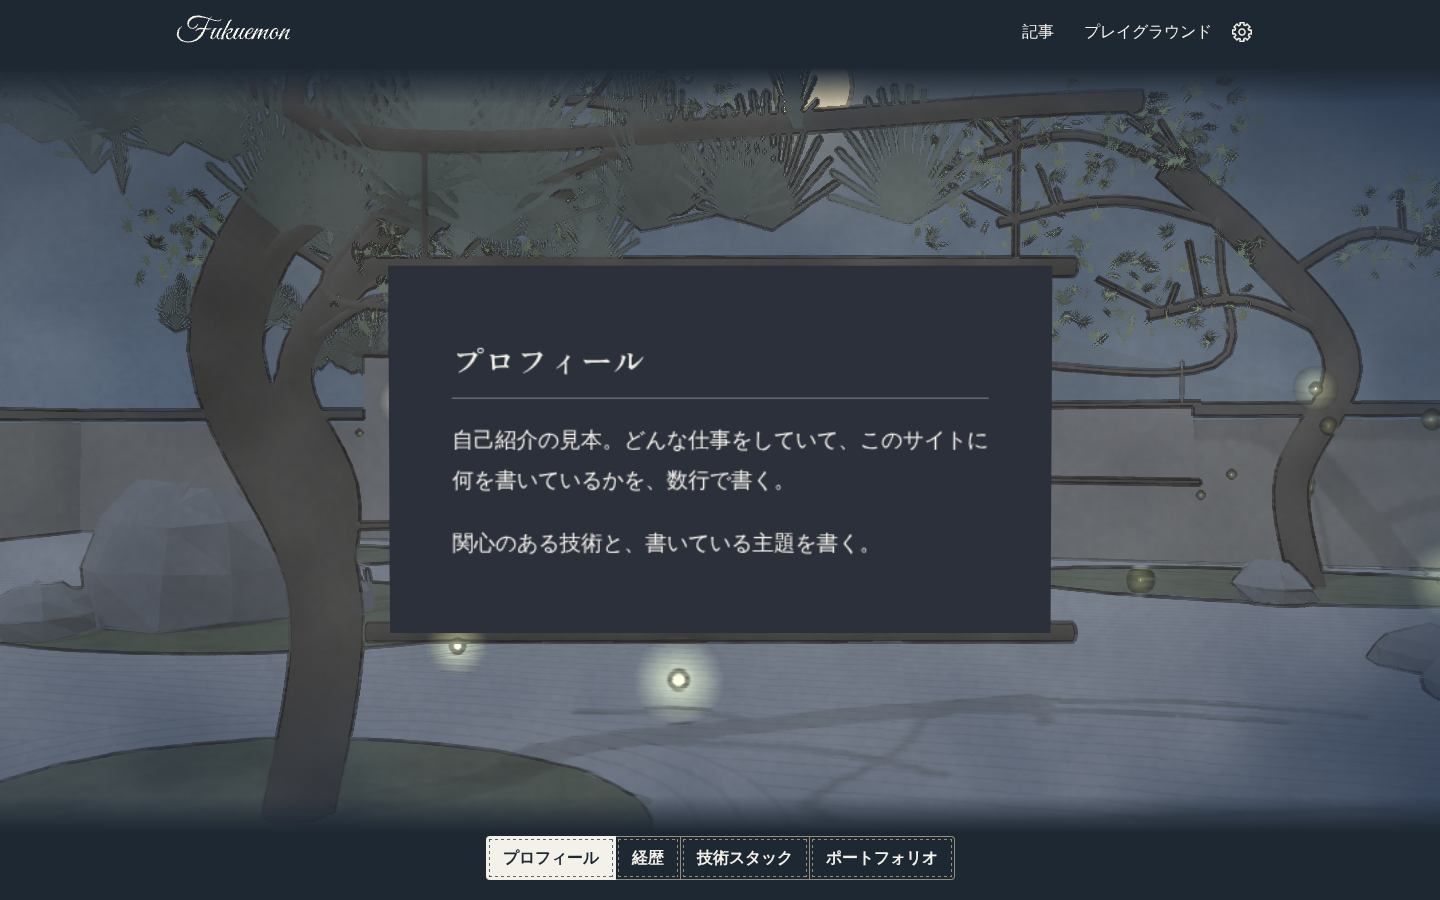 Fukuemon
記事
プレイグラウンド
プロフィール
自己紹介の見本。どんな仕事をしていて、このサイトに
何を書いているかを、数行で書く。
関心のある技術と、書いている主題を書く。
プロフィール
経歴
技術スタック
ポートフォリオ